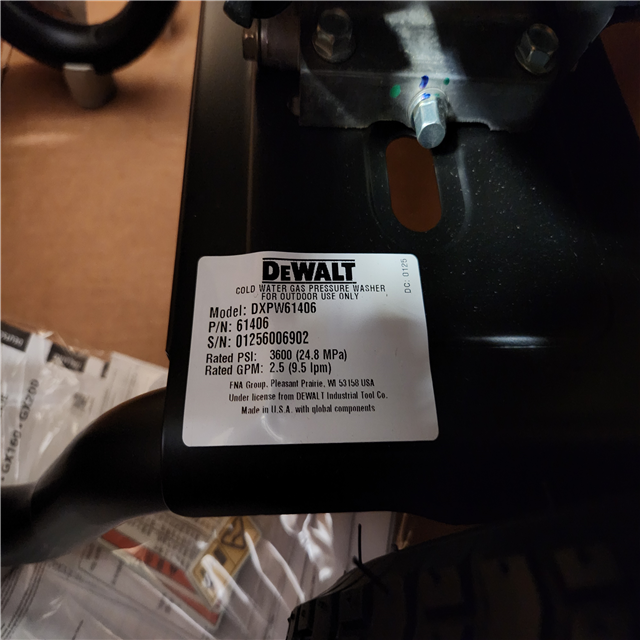 DEWALT
COLD WATER GAS PRESSURE WASHER
FOR OUTDOOR USE ONLY
DC: 0125
Model: DXPW61406
P/N: 61406
S/N: 01256006902
Rated PSI: 3600 (24.8 MPa)
Rated GPM: 2.5 (9.5 lpm)
FNA Group, Pleasant Prairie, WI 53158 USA
Under license from DEWALT Industrial Tool Co.
Made in U.S.A. with global components
GX160 • GX200